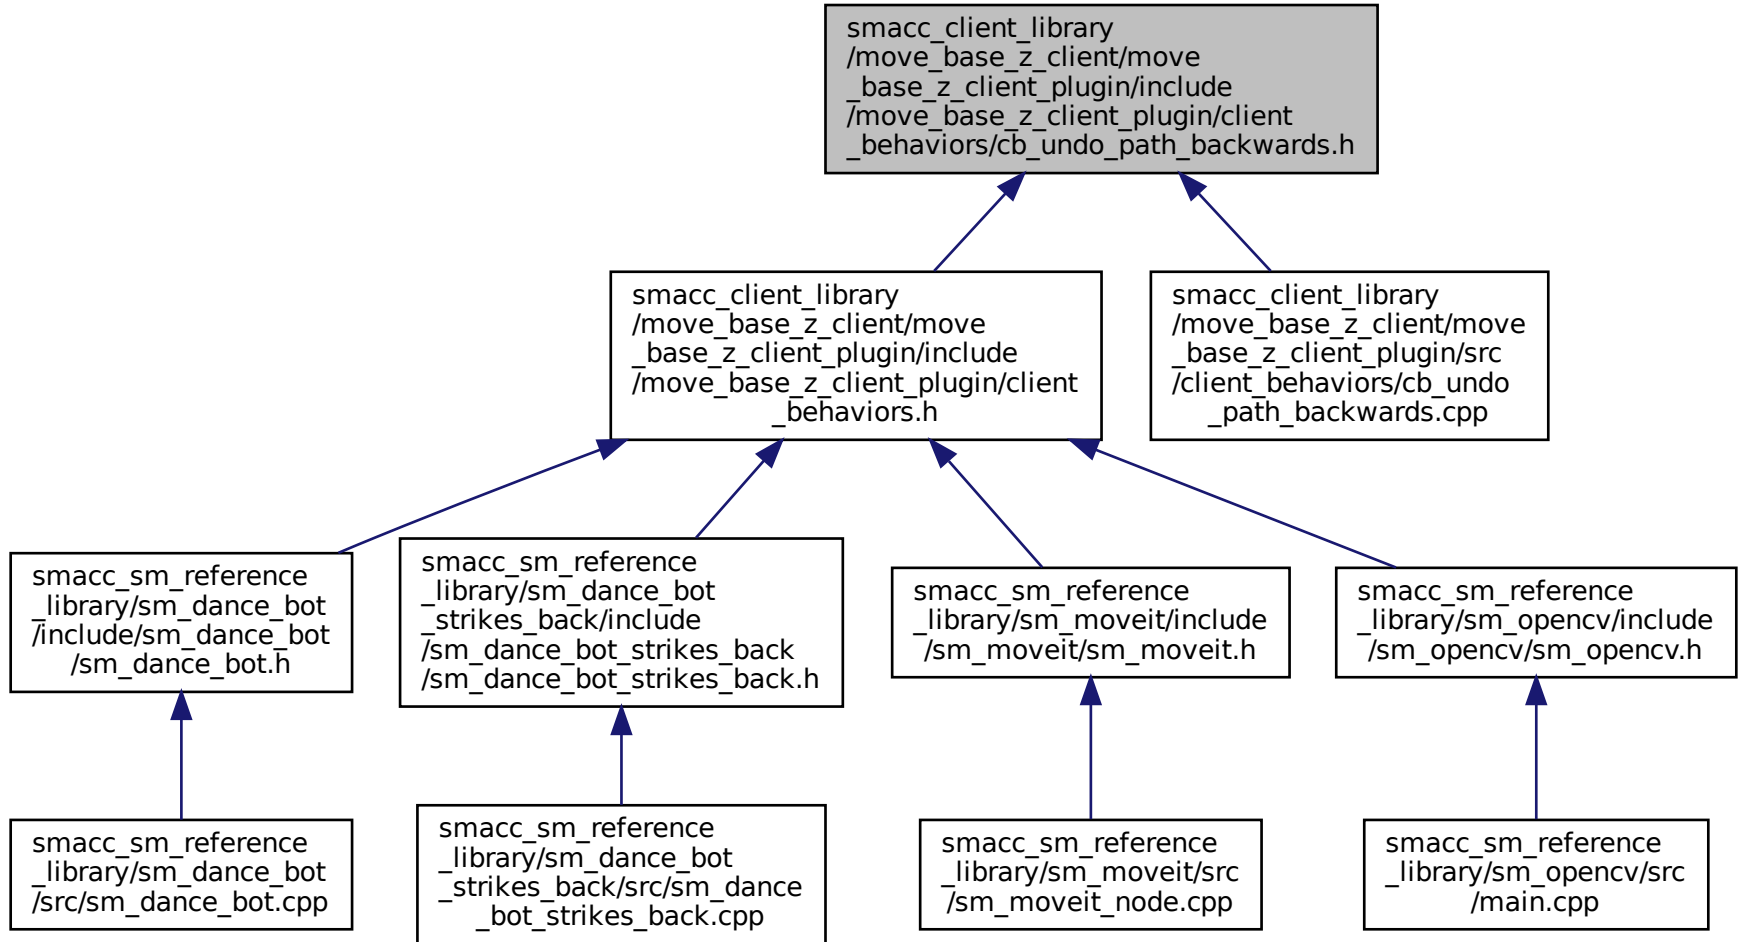 smacc_client_library
/move_base_z_client/move
_base_z_client_plugin/include
/move_base_z_client_plugin/client
_behaviors/cb_undo_path_backwards.h
smacc_client_library
/move_base_z_client/move
_base_z_client_plugin/include
/move_base_z_client_plugin/client
_behaviors.h
smacc_client_library
/move_base_z_client/move
_base_z_client_plugin/src
/client_behaviors/cb_undo
_path_backwards.cpp
smacc_sm_reference
_library/sm_dance_bot
/include/sm_dance_bot
/sm_dance_bot.h
smacc_sm_reference
_library/sm_dance_bot
_strikes_back/include
/sm_dance_bot_strikes_back
/sm_dance_bot_strikes_back.h
smacc_sm_reference
_library/sm_moveit/include
/sm_moveit/sm_moveit.h
smacc_sm_reference
_library/sm_opencv/include
/sm_opencv/sm_opencv.h
smacc_sm_reference
_library/sm_dance_bot
/src/sm_dance_bot.cpp
smacc_sm_reference
_library/sm_dance_bot
_strikes_back/src/sm_dance
_bot_strikes_back.cpp
smacc_sm_reference
_library/sm_moveit/src
/sm_moveit_node.cpp
smacc_sm_reference
_library/sm_opencv/src
/main.cpp